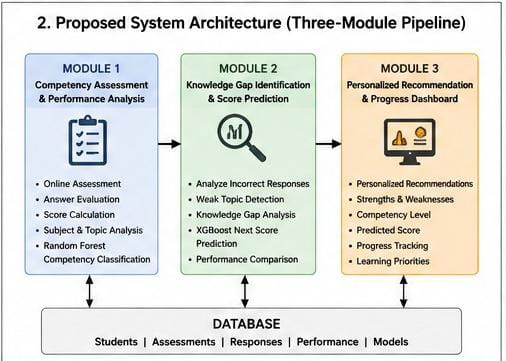 2. Proposed System Architecture (Three-Module Pipeline)
MODULE 1
Competency Assessment
& Performance Analysis
• Online Assessment
• Answer Evaluation
• Score Calculation
• Subject & Topic Analysis
• Random Forest
Competency Classification
MODULE 2
Knowledge Gap Identification
& Score Prediction
• Analyze Incorrect Responses
• Weak Topic Detection
• Knowledge Gap Analysis
• XGBoost Next Score
Prediction
• Performance Comparison
MODULE 3
Personalized Recommendation
& Progress Dashboard
• Personalized Recommendations
• Strengths & Weaknesses
• Competency Level
• Predicted Score
• Progress Tracking
• Learning Priorities
DATABASE
Students | Assessments | Responses | Performance | Models